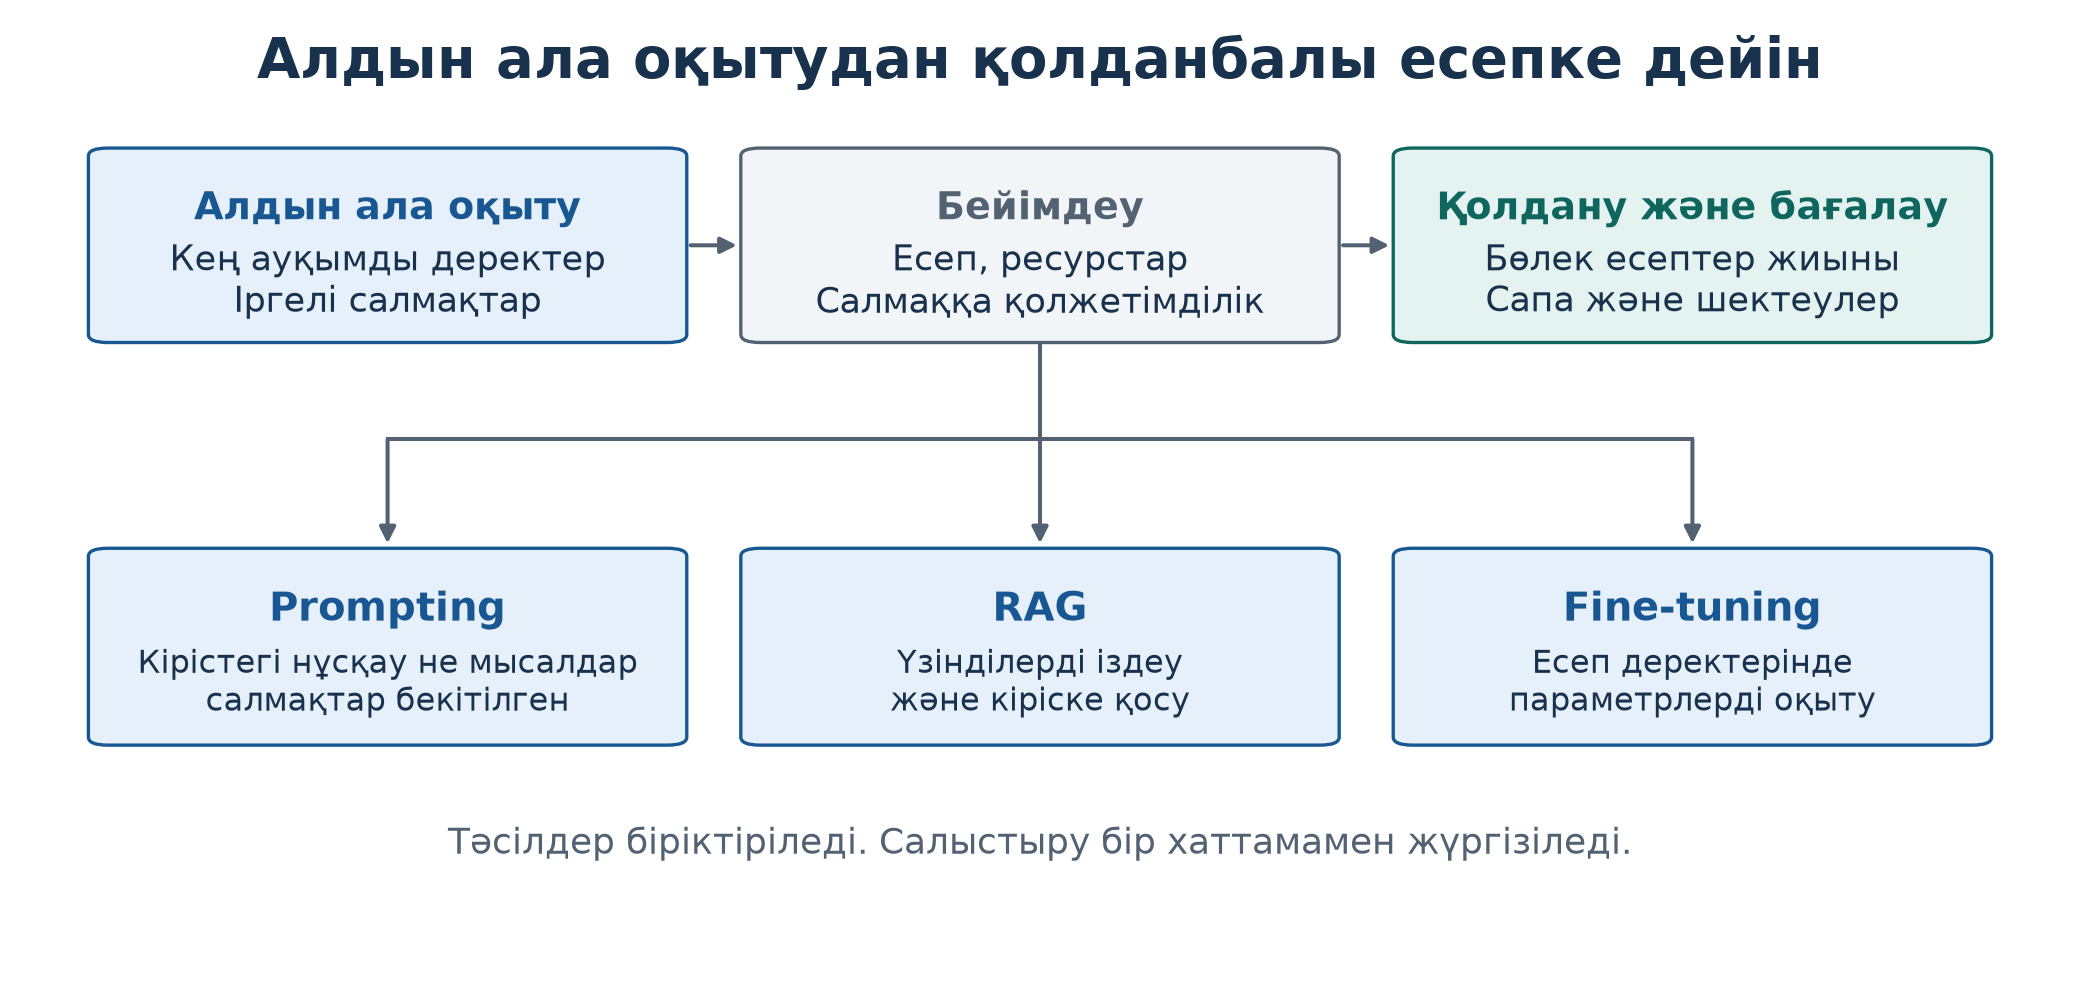 Алдын ала оқытудан қолданбалы есепке дейін
Алдын ала оқыту
Кең ауқымды деректер
Іргелі салмақтар
Бейімдеу
Есеп, ресурстар
Салмаққа қолжетімділік
Қолдану және бағалау
Бөлек есептер жиыны
Сапа және шектеулер
Prompting
Кірістегі нұсқау не мысалдар
салмақтар бекітілген
RAG
Үзінділерді іздеу
және кіріске қосу
Fine-tuning
Есеп деректерінде
параметрлерді оқыту
Тәсілдер біріктіріледі. Салыстыру бір хаттамамен жүргізіледі.